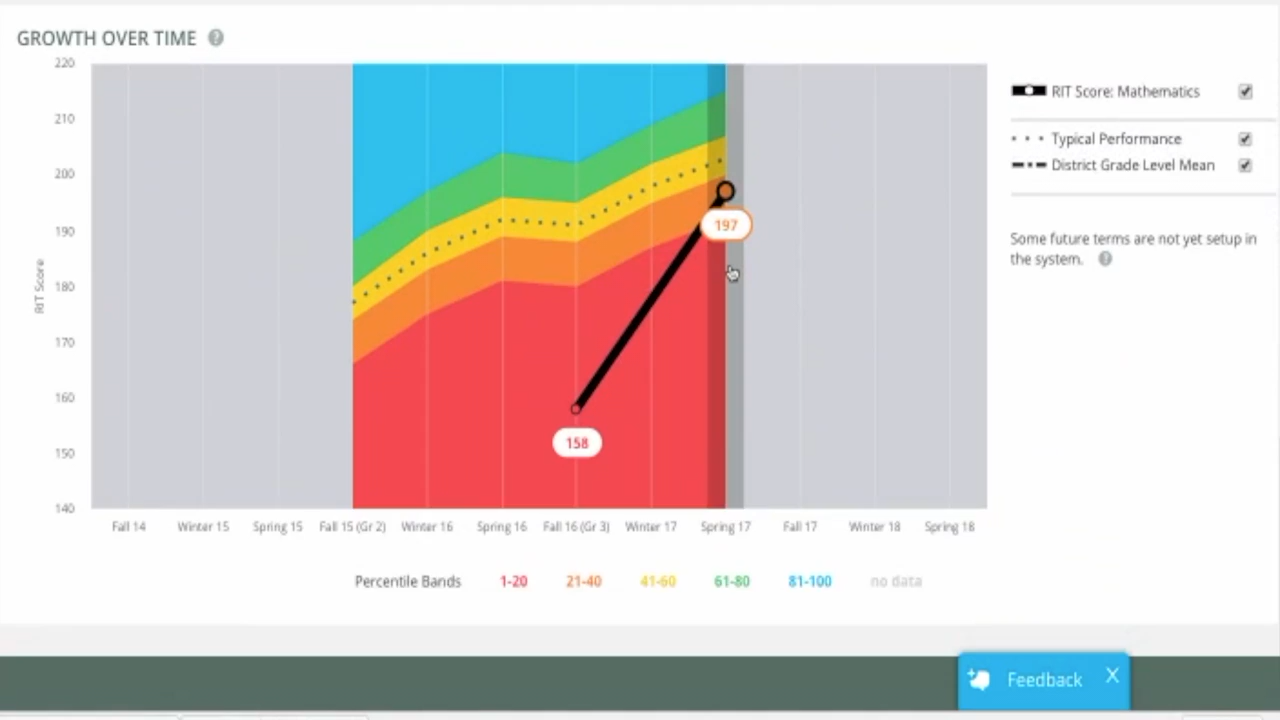 GROWTH OVER TIME ?
220
210
200
190
180
170
160
150
140
RIT Score
197
158
Fall 14 Winter 15 Spring 15 Fall 15 (Gr 2) Winter 16 Spring 16 Fall 16 (Gr 3) Winter 17 Spring 17 Fall 17 Winter 18 Spring 18
Percentile Bands 1-20 21-40 41-60 61-80 81-100 no data
RIT Score: Mathematics
Typical Performance
District Grade Level Mean
Some future terms are not yet setup in
the system. ?
Feedback X